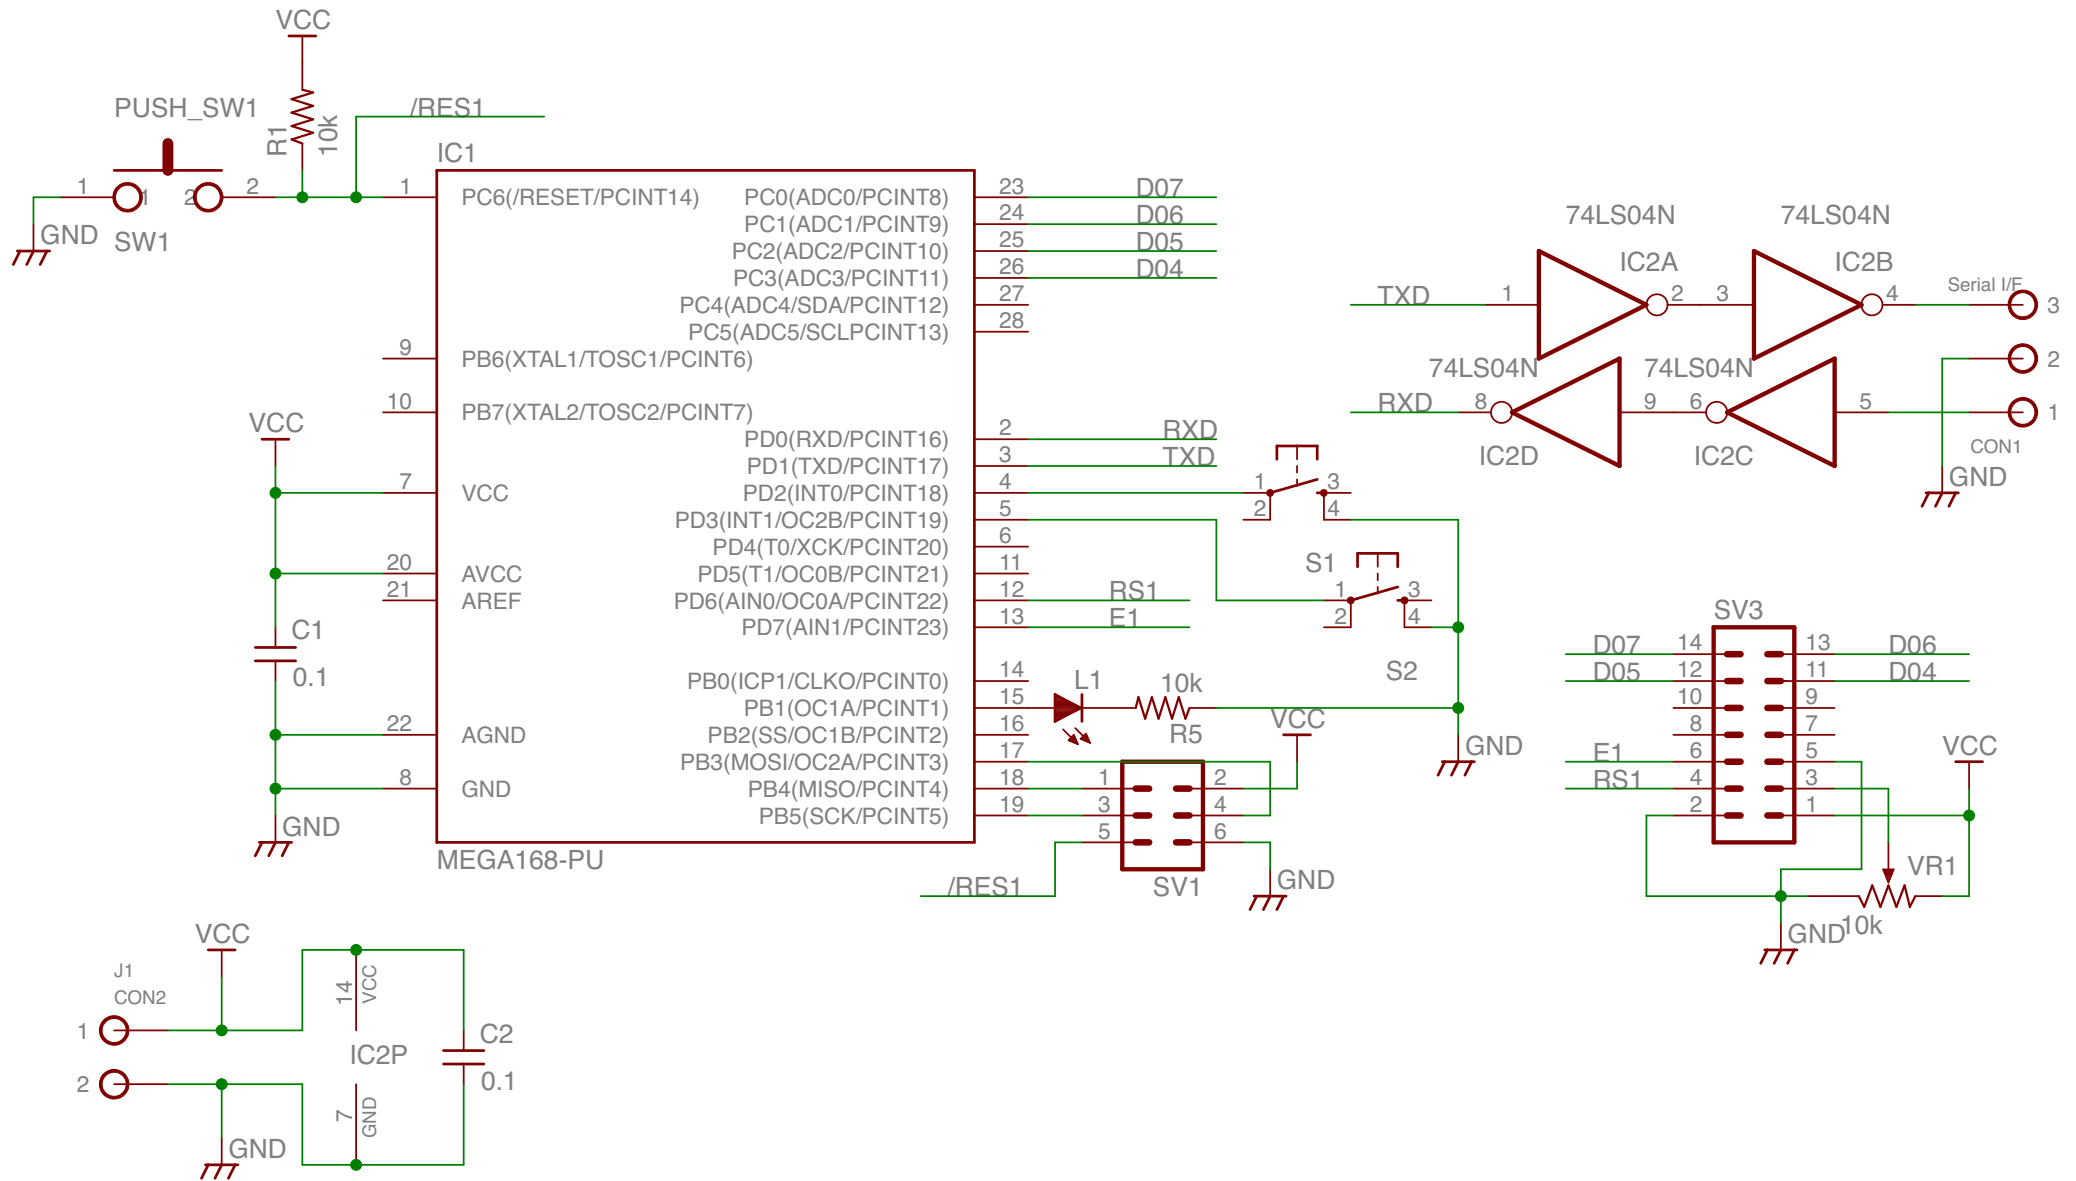 VCC
PUSH_SW1
R1
10k
/RES1
1
1
2
2
GND
SW1
IC1
1
PC6(/RESET/PCINT14)
9
PB6(XTAL1/TOSC1/PCINT6)
10
PB7(XTAL2/TOSC2/PCINT7)
VCC
7
VCC
20
AVCC
21
AREF
C1
0.1
22
AGND
8
GND
GND
MEGA168-PU
PC0(ADC0/PCINT8)
23
D07
PC1(ADC1/PCINT9)
24
D06
PC2(ADC2/PCINT10)
25
D05
PC3(ADC3/PCINT11)
26
D04
PC4(ADC4/SDA/PCINT12)
27
PC5(ADC5/SCLPCINT13)
28
PD0(RXD/PCINT16)
2
RXD
PD1(TXD/PCINT17)
3
TXD
PD2(INT0/PCINT18)
4
PD3(INT1/OC2B/PCINT19)
5
PD4(T0/XCK/PCINT20)
6
PD5(T1/OC0B/PCINT21)
11
PD6(AIN0/OC0A/PCINT22)
12
RS1
PD7(AIN1/PCINT23)
13
E1
PB0(ICP1/CLKO/PCINT0)
14
PB1(OC1A/PCINT1)
15
PB2(SS/OC1B/PCINT2)
16
PB3(MOSI/OC2A/PCINT3)
17
PB4(MISO/PCINT4)
18
PB5(SCK/PCINT5)
19
1
3
2
4
S1
1
3
2
4
S2
L1
10k
R5
VCC
GND
1
2
3
4
5
6
/RES1
SV1
GND
74LS04N
74LS04N
IC2A
IC2B
TXD
1
2
3
4
Serial I/F
3
2
74LS04N
74LS04N
RXD
8
9
6
5
1
IC2D
IC2C
CON1
GND
SV3
D07
14
13
D06
D05
12
11
D04
10
9
8
7
E1
6
5
VCC
RS1
4
3
2
1
VR1
GND
10k
VCC
J1
CON2
1
2
14
VCC
IC2P
7
GND
C2
0.1
GND